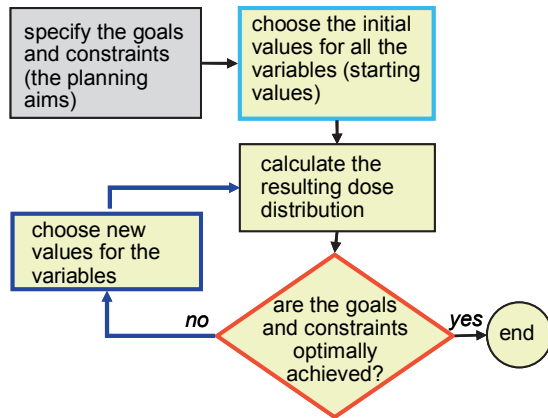 specify the goals
and constraints
(the planning
aims)
choose the initial
values for all the
variables (starting
values)
calculate the
resulting dose
distribution
choose new
values for the
variables
are the goals
and constraints
optimally
achieved?
no
yes
end